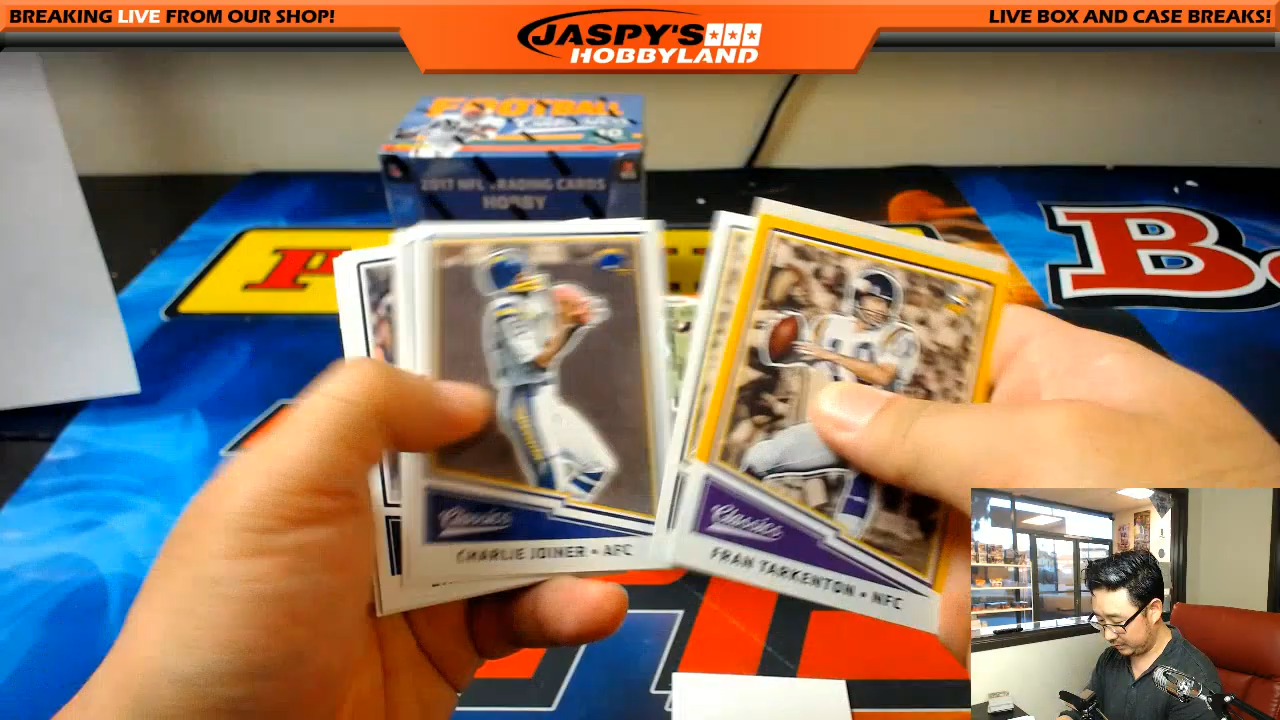 BREAKING LIVE FROM OUR SHOP!
JASPY'S
HOBBYLAND
LIVE BOX AND CASE BREAKS!
FOOTBALL
2017 NFL TRADING CARDS
HOBBY
Classics
CHARLIE JOINER • AFC
Classics
FRAN TARKENTON • NFC